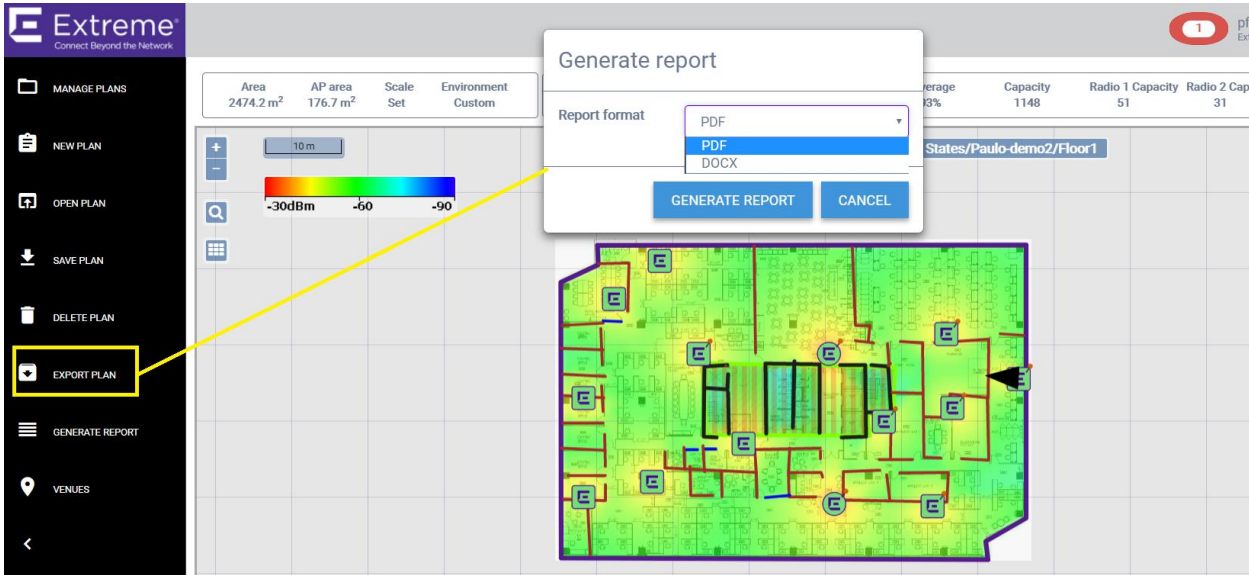 Extreme®
Connect Beyond the Network
1
MANAGE PLANS
NEW PLAN
OPEN PLAN
SAVE PLAN
DELETE PLAN
EXPORT PLAN
GENERATE REPORT
VENUES
Area
2474.2 m²
AP area
176.7 m²
Scale
Set
Environment
Custom
Capacity
1148
Radio 1 Capacity
51
Radio 2 Cap
31
Generate report
Report format
PDF
PDF
DOCX
GENERATE REPORT
CANCEL
States/Paulo-demo2/Floor1
+
−
10 m
-30dBm -60 -90